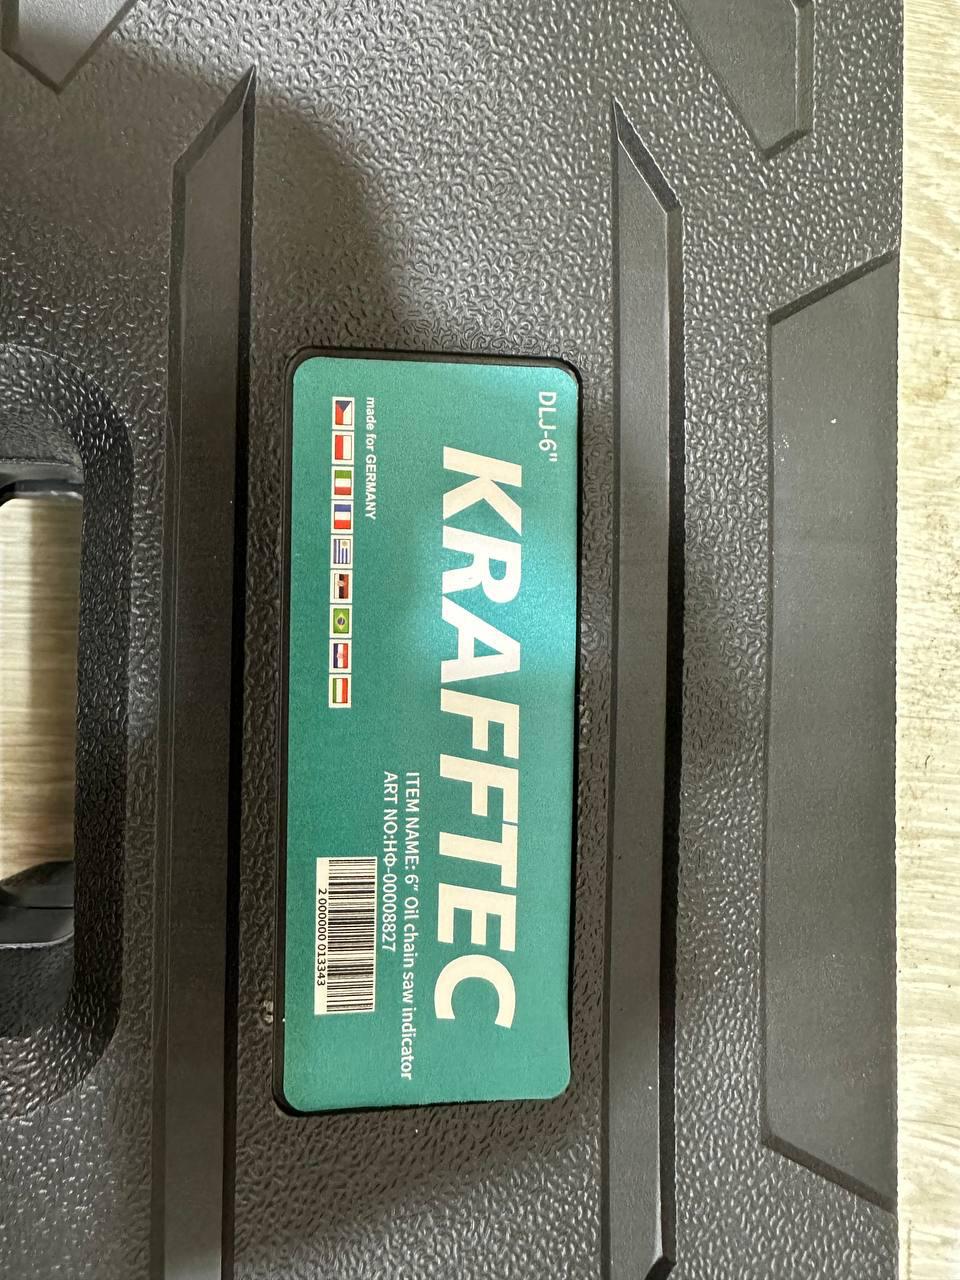 DLJ-6"
KRAFFTEC
ITEM NAME: 6" Oil chain saw indicator
ART NO:НФ-00008827
made for GERMANY
2 000000 013343